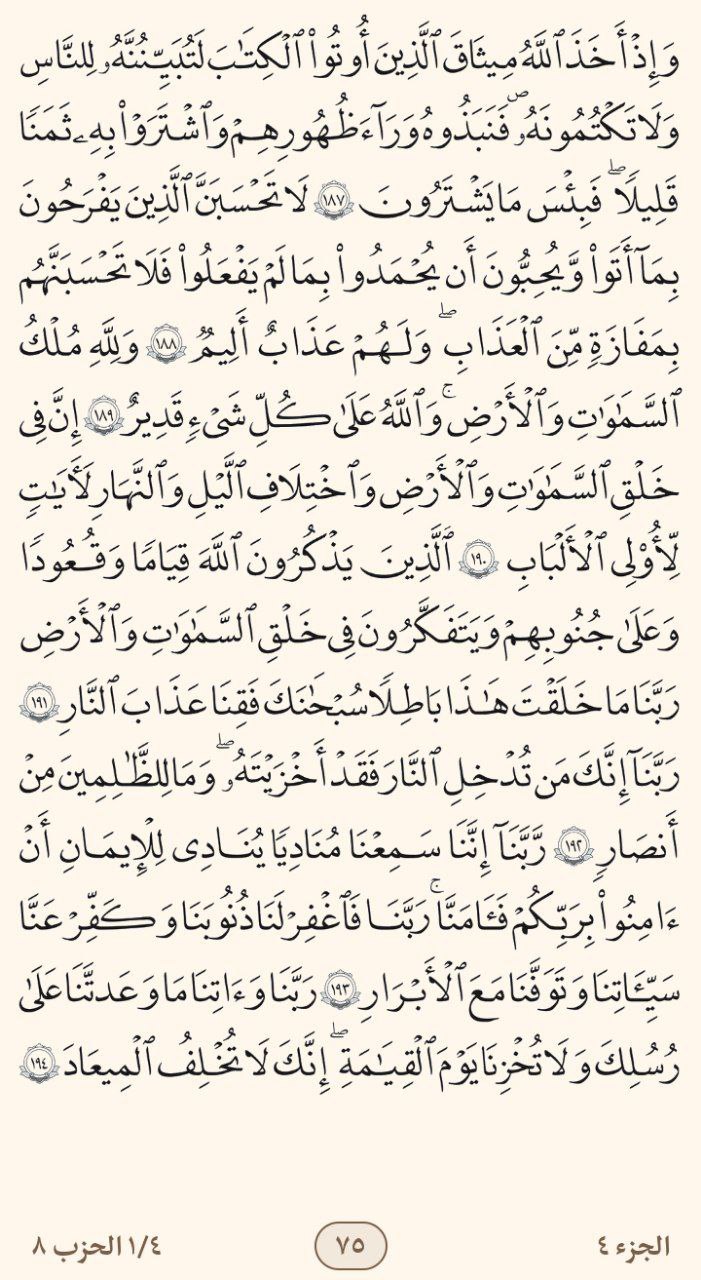 وَإِذۡ أَخَذَ ٱللَّهُ مِيثَٰقَ ٱلَّذِينَ أُوتُواْ ٱلۡكِتَٰبَ لَتُبَيِّنُنَّهُۥ لِلنَّاسِ
وَلَا تَكۡتُمُونَهُۥ ۖ فَنَبَذُوهُ وَرَآءَ ظُهُورِهِمۡ وَٱشۡتَرَوۡاْ بِهِۦ ثَمَنٗا
قَلِيلٗاۖ فَبِئۡسَ مَا يَشۡتَرُونَ ١٨٧ لَا تَحۡسَبَنَّ ٱلَّذِينَ يَفۡرَحُونَ
بِمَآ أَتَواْ وَّيُحِبُّونَ أَن يُحۡمَدُواْ بِمَا لَمۡ يَفۡعَلُواْ فَلَا تَحۡسَبَنَّهُم
بِمَفَازَةٖ مِّنَ ٱلۡعَذَابِۖ وَلَهُمۡ عَذَابٌ أَلِيمٞ ١٨٨ وَلِلَّهِ مُلۡكُ
ٱلسَّمَٰوَٰتِ وَٱلۡأَرۡضِۚ وَٱللَّهُ عَلَىٰ كُلِّ شَيۡءٖ قَدِيرٌ ١٨٩ إِنَّ فِي
خَلۡقِ ٱلسَّمَٰوَٰتِ وَٱلۡأَرۡضِ وَٱخۡتِلَٰفِ ٱلَّيۡلِ وَٱلنَّهَارِ لَأٓيَٰتٖ
لِّأُوْلِي ٱلۡأَلۡبَٰبِ ١٩٠ ٱلَّذِينَ يَذۡكُرُونَ ٱللَّهَ قِيَٰمٗا وَقُعُودٗا
وَعَلَىٰ جُنُوبِهِمۡ وَيَتَفَكَّرُونَ فِي خَلۡقِ ٱلسَّمَٰوَٰتِ وَٱلۡأَرۡضِ
رَبَّنَا مَا خَلَقۡتَ هَٰذَا بَٰطِلٗا سُبۡحَٰنَكَ فَقِنَا عَذَابَ ٱلنَّارِ ١٩١
رَبَّنَآ إِنَّكَ مَن تُدۡخِلِ ٱلنَّارَ فَقَدۡ أَخۡزَيۡتَهُۥۖ وَمَا لِلظَّٰلِمِينَ مِنۡ
أَنصَارٖ ١٩٢ رَّبَّنَآ إِنَّنَا سَمِعۡنَا مُنَادِيٗا يُنَادِي لِلۡإِيمَٰنِ أَنۡ
ءَامِنُواْ بِرَبِّكُمۡ فَـَٔامَنَّاۚ رَبَّنَا فَٱغۡفِرۡ لَنَا ذُنُوبَنَا وَكَفِّرۡ عَنَّا
سَيِّـَٔاتِنَا وَتَوَفَّنَا مَعَ ٱلۡأَبۡرَارِ ١٩٣ رَبَّنَا وَءَاتِنَا مَا وَعَدتَّنَا عَلَىٰ
رُسُلِكَ وَلَا تُخۡزِنَا يَوۡمَ ٱلۡقِيَٰمَةِۖ إِنَّكَ لَا تُخۡلِفُ ٱلۡمِيعَادَ ١٩٤
الجزء ٤
٧٥
١/٤ الحزب ٨